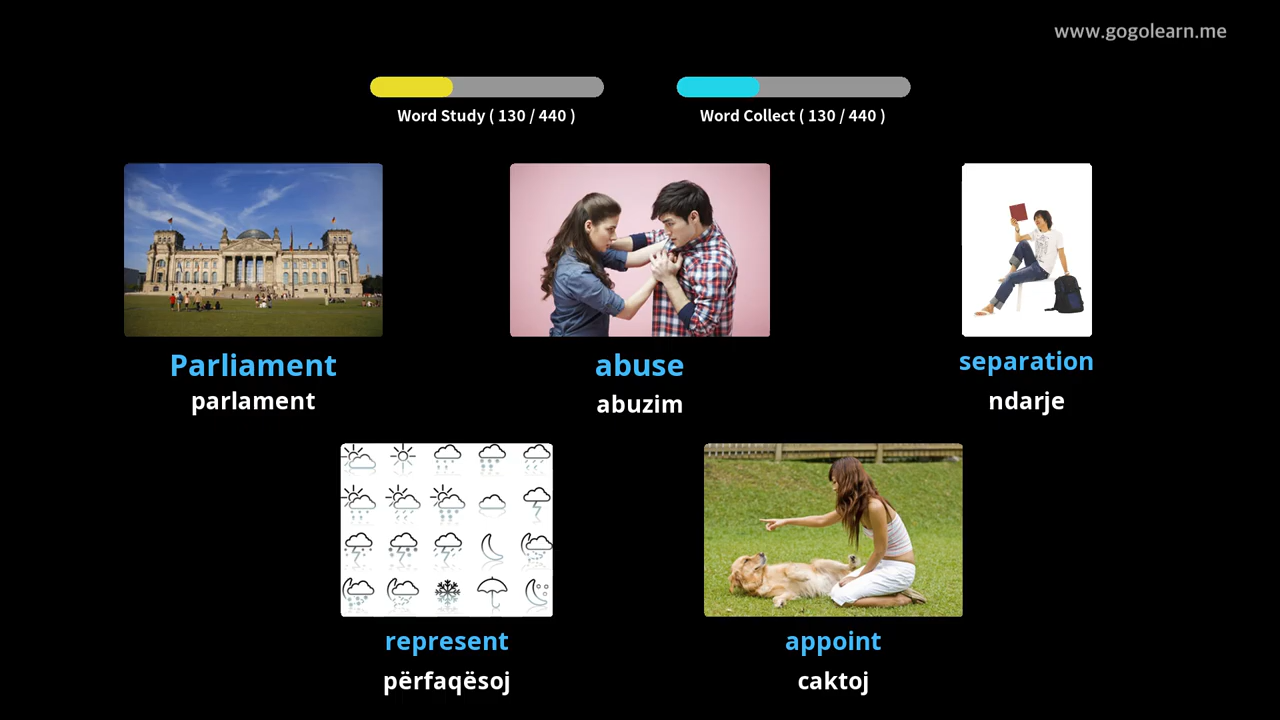 www.gogolearn.me
Word Study ( 130 / 440 )
Word Collect ( 130 / 440 )
Parliament
parlament
abuse
abuzim
separation
ndarje
represent
përfaqësoj
appoint
caktoj